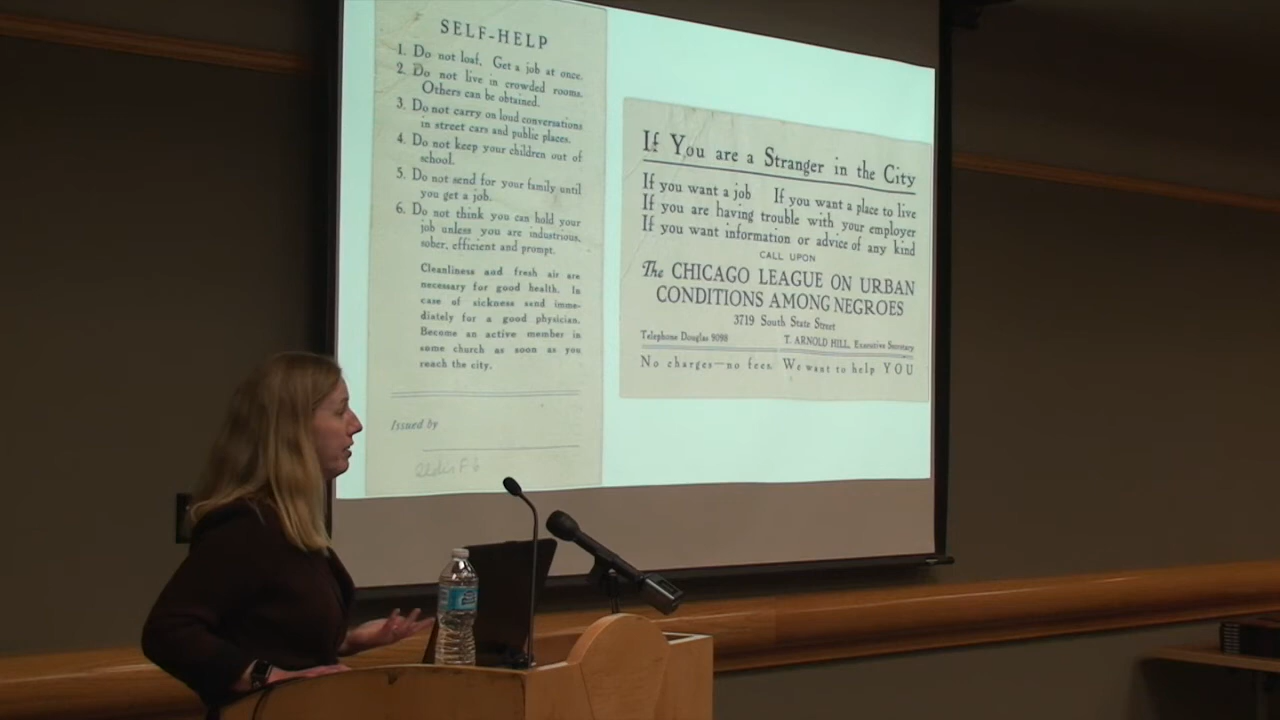 SELF-HELP
1. Do not loaf. Get a job at once.
2. Do not live in crowded rooms.
Others can be obtained.
3. Do not carry on loud conversations
in street cars and public places.
4. Do not keep your children out of
school.
5. Do not send for your family until
you get a job.
6. Do not think you can hold your
job unless you are industrious,
sober, efficient and prompt.
Cleanliness and fresh air are
necessary for good health. In
case of sickness send imme-
diately for a good physician.
Become an active member in
some church as soon as you
reach the city.
Issued by
If You are a Stranger in the City
If you want a job If you want a place to live
If you are having trouble with your employer
If you want information or advice of any kind
CALL UPON
The CHICAGO LEAGUE ON URBAN
CONDITIONS AMONG NEGROES
3719 South State Street
Telephone Douglas 9098 T. ARNOLD HILL, Executive Secretary
No charges—no fees. We want to help YOU